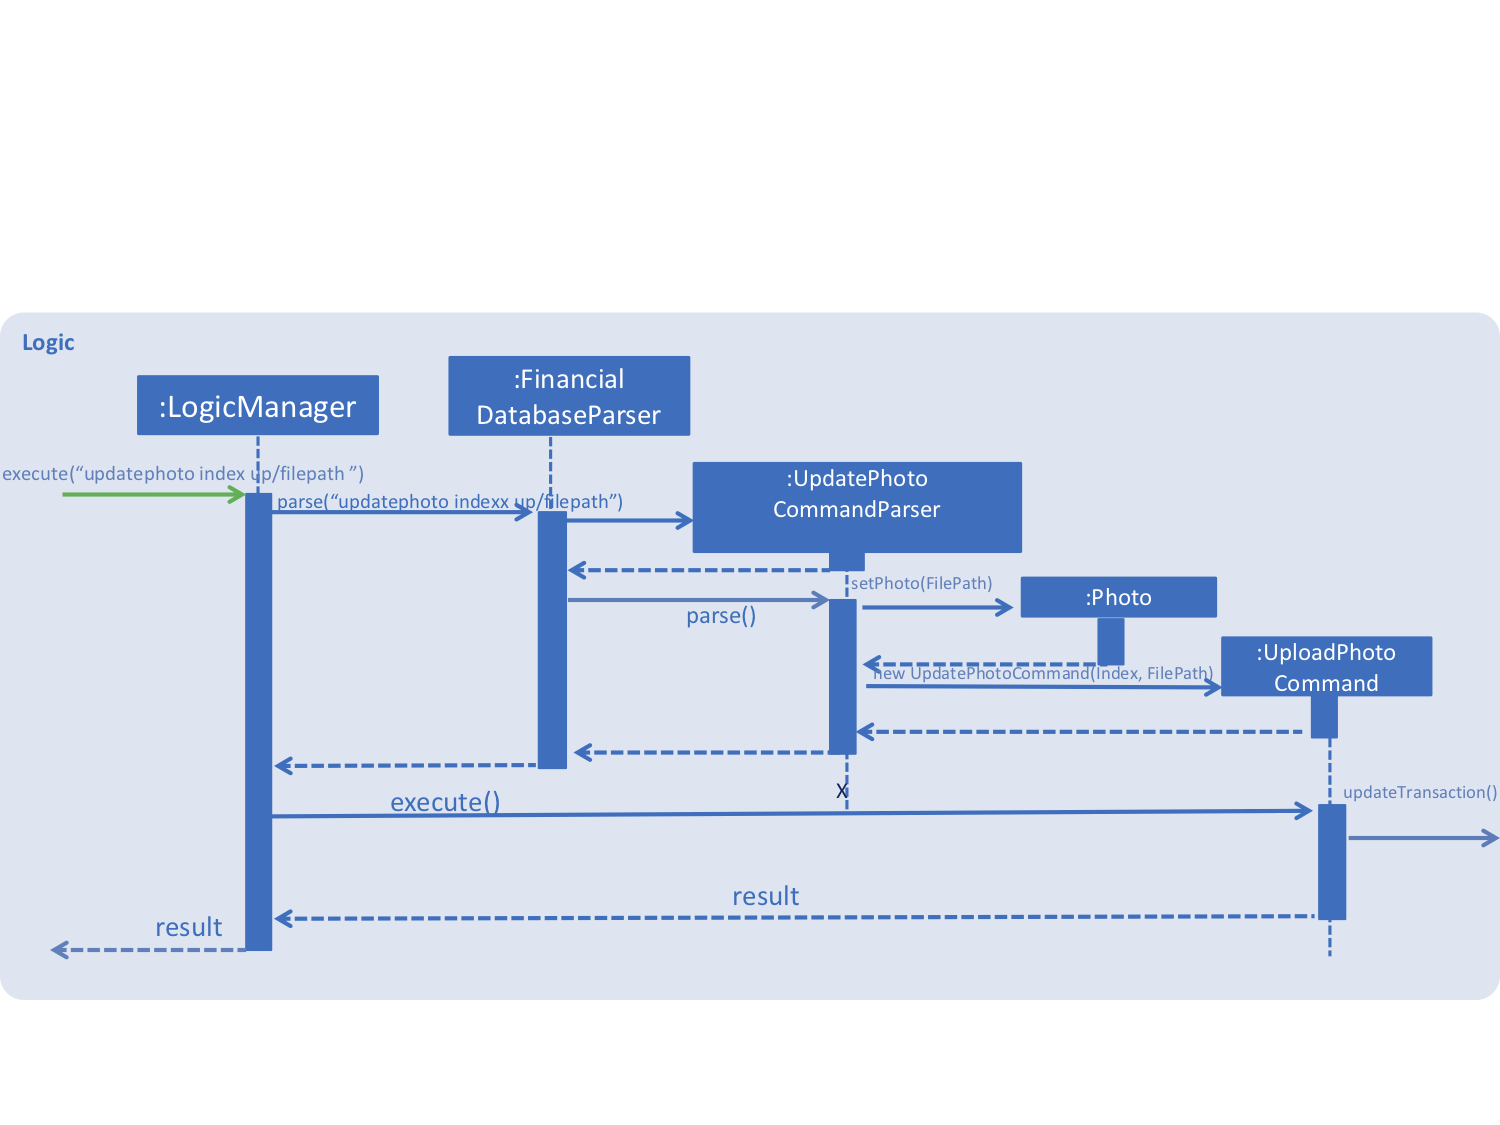 Logic
:LogicManager
:Financial
DatabaseParser
execute(“updatephoto index up/filepath ”)
parse(“updatephoto indexx up/filepath”)
:UpdatePhoto
CommandParser
setPhoto(FilePath)
:Photo
parse()
new UpdatePhotoCommand(Index, FilePath)
:UploadPhoto
Command
X
execute()
updateTransaction()
result
result